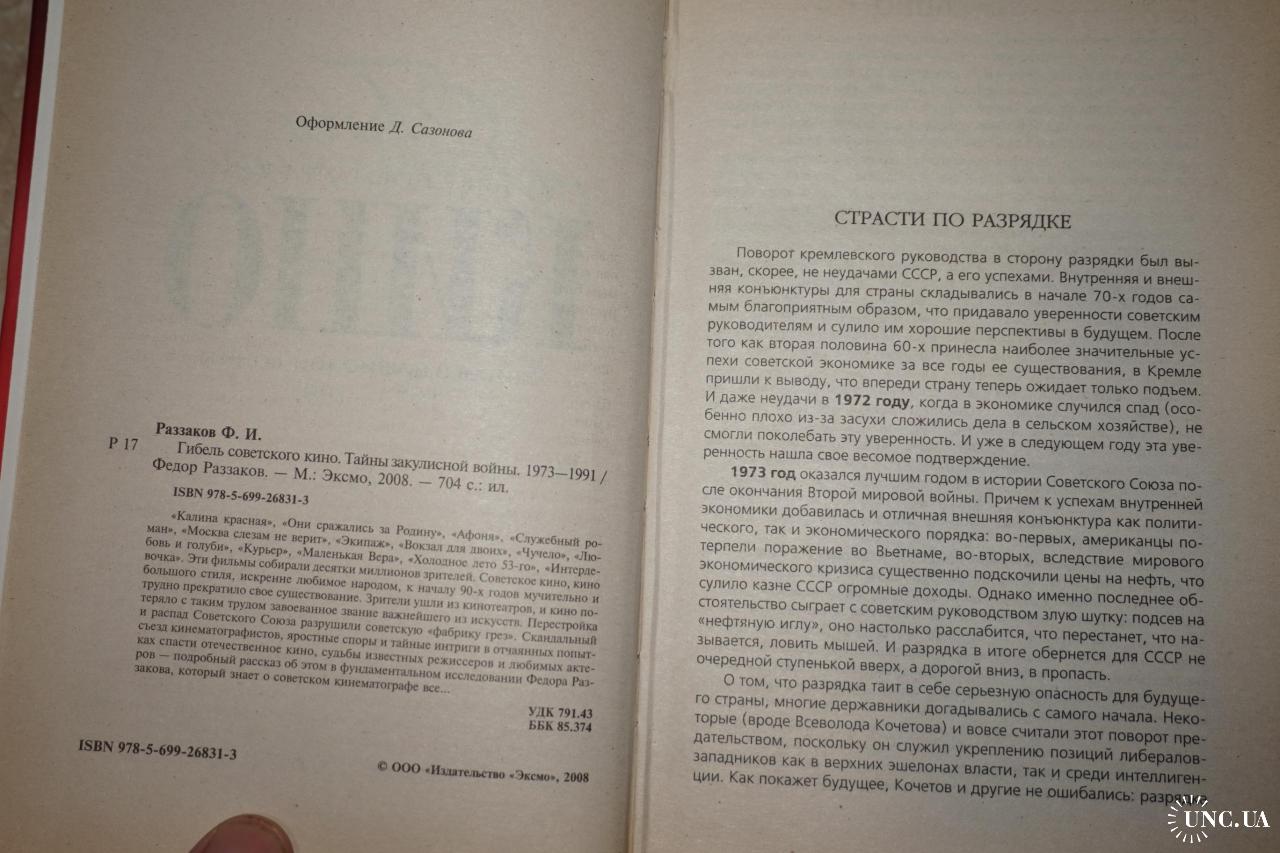 Оформление Д. Сазонова
Раззаков Ф. И.
Р 17
Гибель советского кино. Тайны закулисной войны. 1973—1991 /
Федор Раззаков. — М.: Эксмо, 2008. — 704 с.: ил.
ISBN 978-5-699-26831-3
«Калина красная», «Они сражались за Родину», «Афоня», «Служебный ро-
ман», «Москва слезам не верит», «Экипаж», «Вокзал для двоих», «Чучело», «Лю-
бовь и голуби», «Курьер», «Маленькая Вера», «Холодное лето 53-го», «Интерде-
вочка». Эти фильмы собирали десятки миллионов зрителей. Советское кино, кино
большого стиля, искренне любимое народом, к началу 90-х годов мучительно и
трудно прекратило свое существование. Зрители ушли из кинотеатров, и кино по-
теряло с таким трудом завоеванное звание важнейшего из искусств. Перестройка
и распад Советского Союза разрушили советскую «фабрику грез». Скандальный
съезд кинематографистов, яростные споры и тайные интриги в отчаянных попыт-
ках спасти отечественное кино, судьбы известных режиссеров и любимых акте-
ров — подробный рассказ об этом в фундаментальном исследовании Федора Раз-
закова, который знает о советском кинематографе все...
УДК 791.43
ББК 85.374
ISBN 978-5-699-26831-3
© ООО «Издательство «Эксмо», 2008
СТРАСТИ ПО РАЗРЯДКЕ
Поворот кремлевского руководства в сторону разрядки был вы-
зван, скорее, не неудачами СССР, а его успехами. Внутренняя и внеш-
няя конъюнктуры для страны складывались в начале 70-х годов са-
мым благоприятным образом, что придавало уверенности советским
руководителям и сулило им хорошие перспективы в будущем. После
того как вторая половина 60-х принесла наиболее значительные ус-
пехи советской экономике за все годы ее существования, в Кремле
пришли к выводу, что впереди страну теперь ожидает только подъем.
И даже неудачи в 1972 году, когда в экономике случился спад (осо-
бенно плохо из-за засухи сложились дела в сельском хозяйстве), не
смогли поколебать эту уверенность. И уже в следующем году эта уве-
ренность нашла свое весомое подтверждение.
1973 год оказался лучшим годом в истории Советского Союза по-
сле окончания Второй мировой войны. Причем к успехам внутренней
экономики добавилась и отличная внешняя конъюнктура как полити-
ческого, так и экономического порядка: во-первых, американцы по-
терпели поражение во Вьетнаме, во-вторых, вследствие мирового
экономического кризиса существенно подскочили цены на нефть, что
сулило казне СССР огромные доходы. Однако именно последнее об-
стоятельство сыграет с советским руководством злую шутку: подсев на
«нефтяную иглу», оно настолько расслабится, что перестанет, что на-
зывается, ловить мышей. И разрядка в итоге обернется для СССР не
очередной ступенькой вверх, а дорогой вниз, в пропасть.
О том, что разрядка таит в себе серьезную опасность для будуще-
го страны, многие державники догадывались с самого начала. Неко-
торые (вроде Всеволода Кочетова) и вовсе считали этот поворот пре-
дательством, поскольку он служил укреплению позиций либералов-
западников как в верхних эшелонах власти, так и среди интеллиген-
ции. Как покажет будущее, Кочетов и другие не ошибались: разрядка
UNC.UA